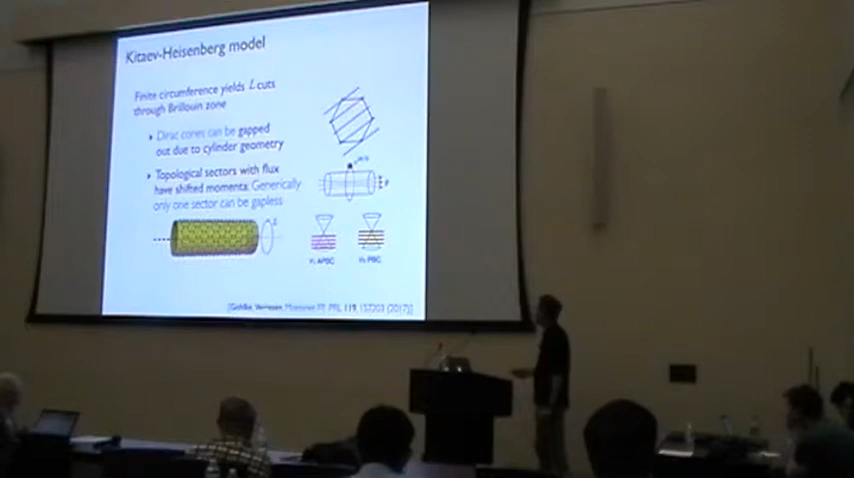 Kitaev-Heisenberg model
Finite circumference yields L cuts
through Brillouin zone
Dirac cones can be gapped
out due to cylinder geometry
Topological sectors with flux
have shifted momenta: Generically
only one sector can be gapless
APBC
PBC
[Gohlke, Verresen, Moessner, FP, PRL 119, 157203 (2017)]